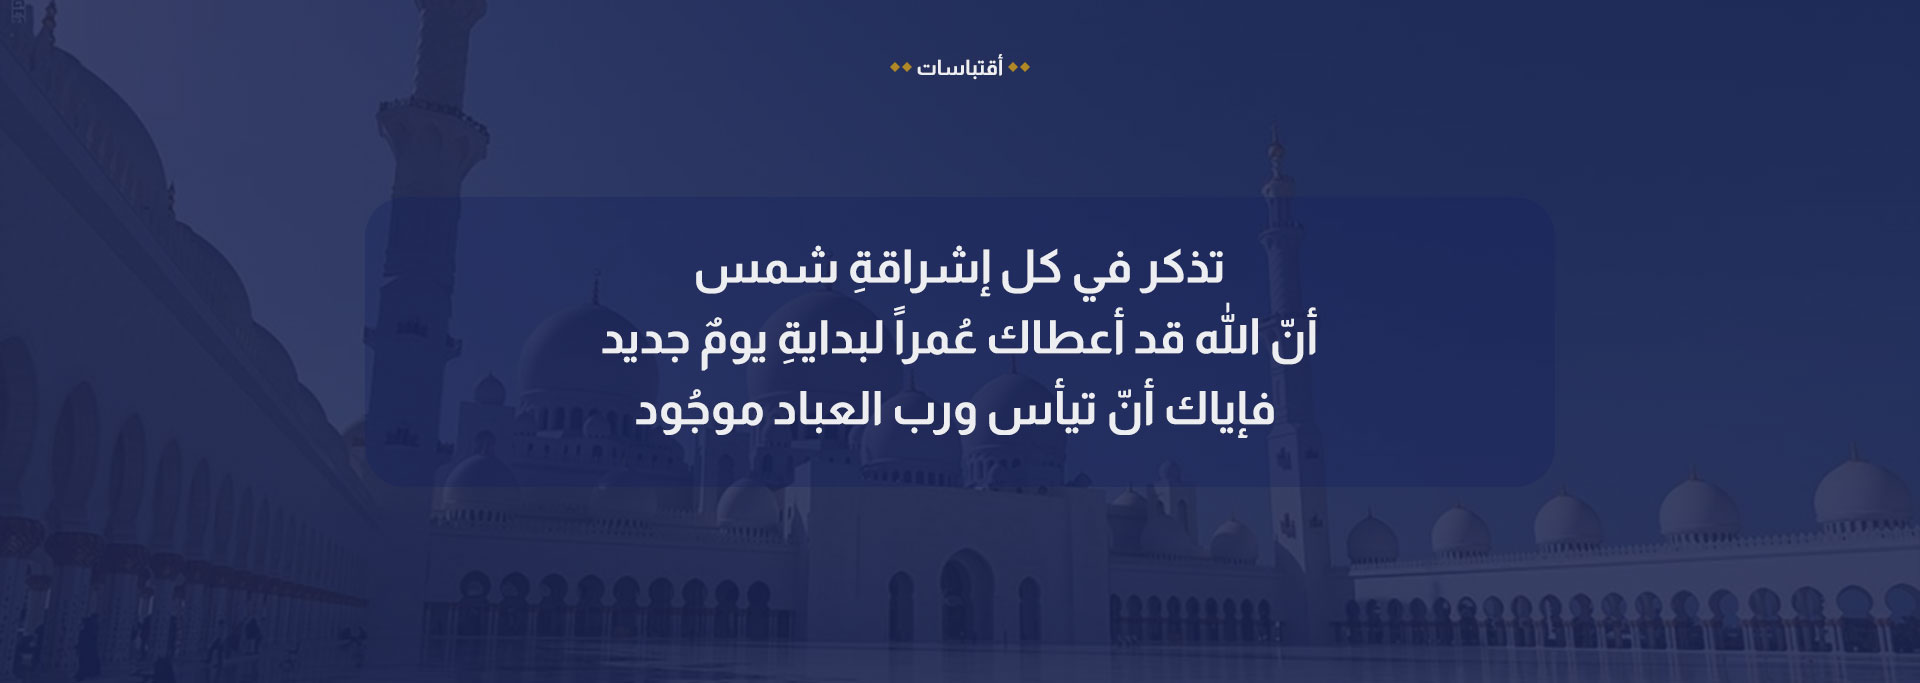 أقتباسات
تذكر في كل إشراقةِ شمس
أنّ الله قد أعطاك عُمراً لبدايةِ يومٌ جديد
فإياك أنّ تيأس ورب العباد موجُود